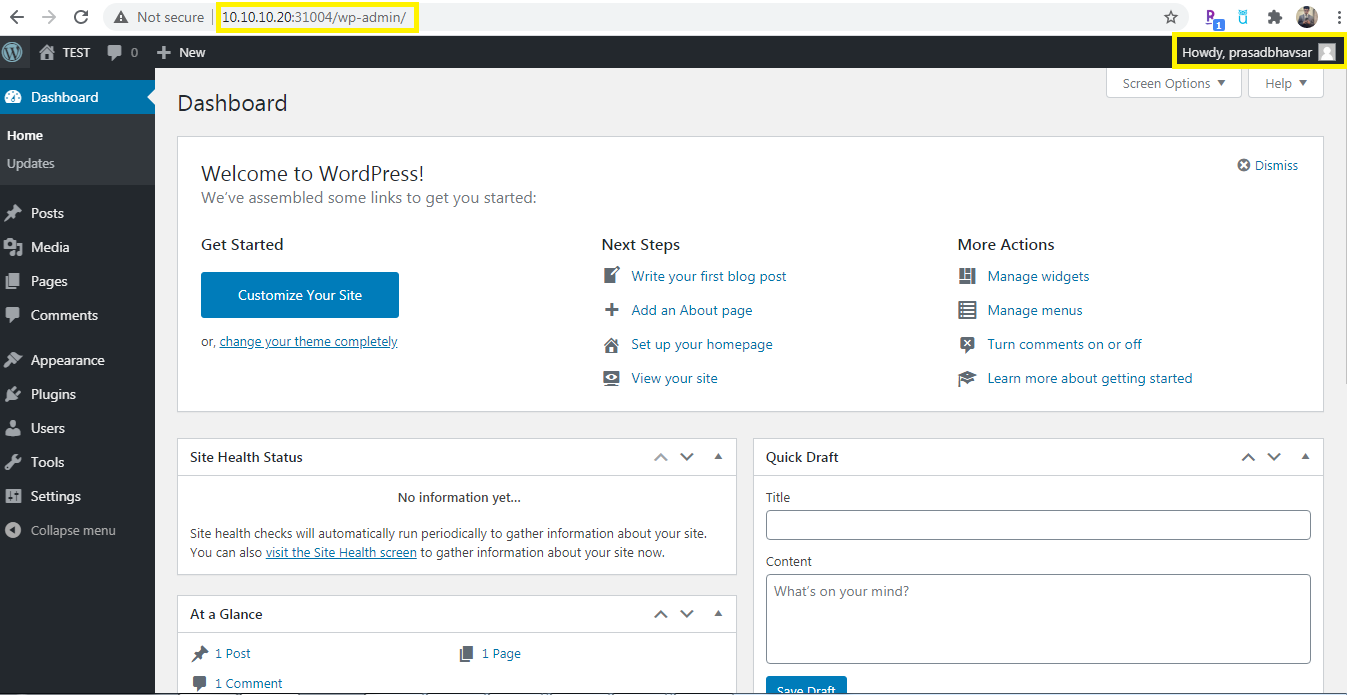 Not secure | 10.10.10.20:31004/wp-admin/
1
TEST 0 New Howdy, prasadbhavsar
Dashboard
Home
Updates
Posts
Media
Pages
Comments
Appearance
Plugins
Users
Tools
Settings
Collapse menu
Screen Options Help
Dashboard
Welcome to WordPress!
We've assembled some links to get you started:
Dismiss
Get Started
Customize Your Site
or, change your theme completely
Next Steps
Write your first blog post
Add an About page
Set up your homepage
View your site
More Actions
Manage widgets
Manage menus
Turn comments on or off
Learn more about getting started
Site Health Status
No information yet...
Site health checks will automatically run periodically to gather information about your site.
You can also visit the Site Health screen to gather information about your site now.
At a Glance
1 Post 1 Page
1 Comment
Quick Draft
Title
Content
What's on your mind?
Save Draft